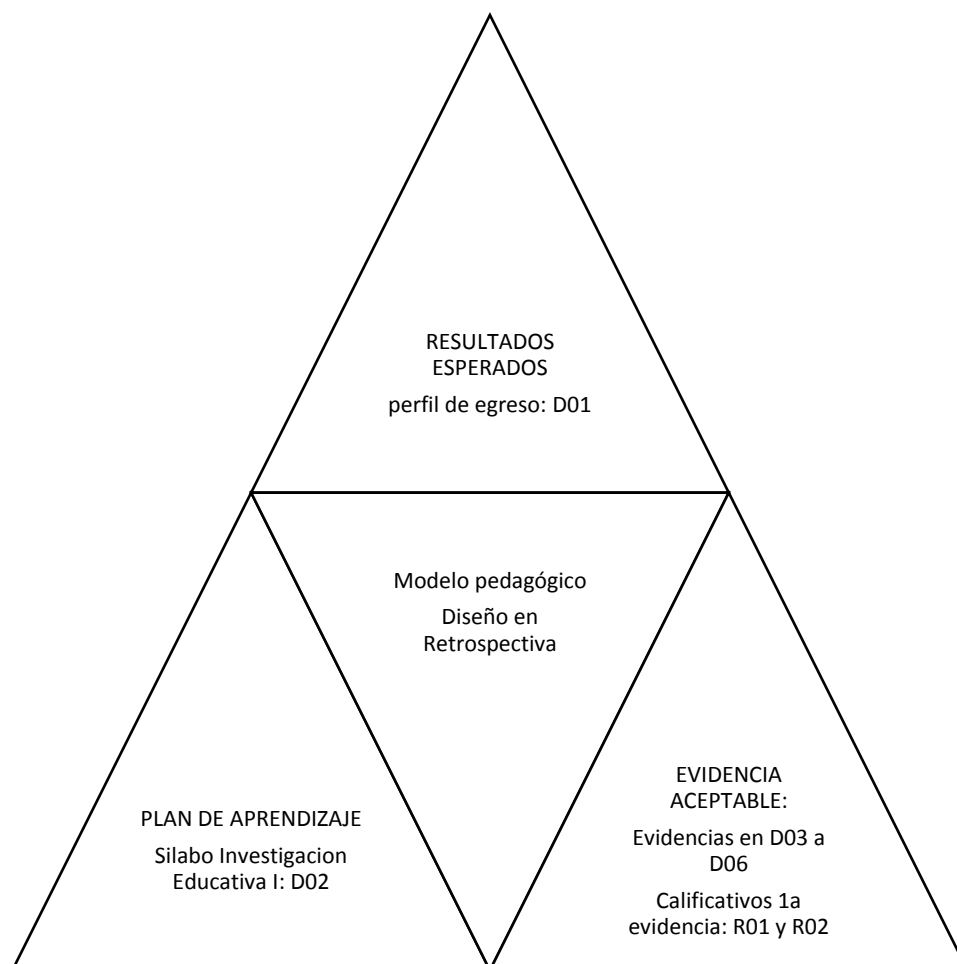 RESULTADOS
ESPERADOS
perfil de egreso: D01
Modelo pedagógico
Diseño en
Retrospectiva
PLAN DE APRENDIZAJE
Silabo Investigacion
Educativa I: D02
EVIDENCIA
ACEPTABLE:
Evidencias en D03 a
D06
Calificativos 1a
evidencia: R01 y R02